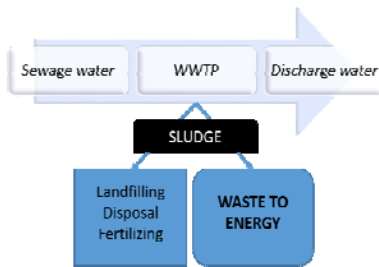 Sewage water
WWTP
Discharge water
SLUDGE
Landfilling
Disposal
Fertilizing
WASTE TO
ENERGY